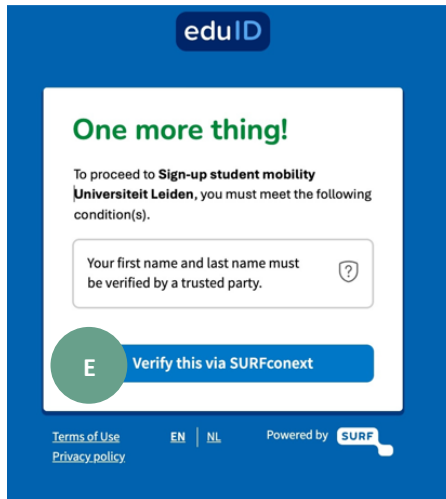 eduID
One more thing!
To proceed to Sign-up student mobility
Universiteit Leiden, you must meet the following
condition(s).
Your first name and last name must
be verified by a trusted party.
?
E
Verify this via SURFconext
Terms of Use EN | NL Powered by SURF
Privacy policy